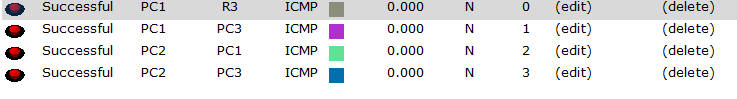 Successful PC1 R3 ICMP 0.000 N 0 (edit) (delete)
Successful PC1 PC3 ICMP 0.000 N 1 (edit) (delete)
Successful PC2 PC1 ICMP 0.000 N 2 (edit) (delete)
Successful PC2 PC3 ICMP 0.000 N 3 (edit) (delete)